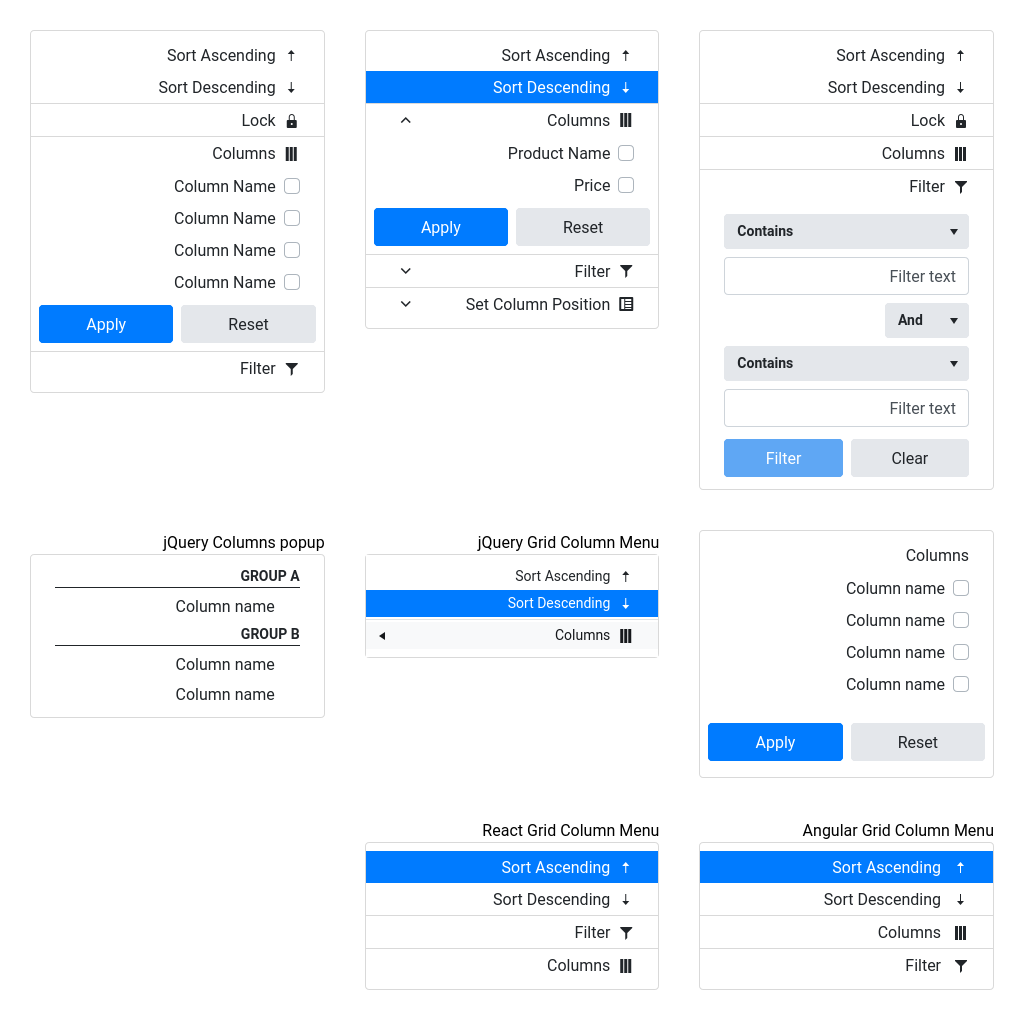 Sort Ascending
Sort Descending
Lock
Columns
Column Name
Column Name
Column Name
Column Name
Apply Reset
Filter
Sort Ascending
Sort Descending
Columns
Product Name
Price
Apply Reset
Filter
Set Column Position
Sort Ascending
Sort Descending
Lock
Columns
Filter
Contains
Filter text
And
Contains
Filter text
Filter Clear
jQuery Columns popup
GROUP A
Column name
GROUP B
Column name
Column name
jQuery Grid Column Menu
Sort Ascending
Sort Descending
Columns
Columns
Column name
Column name
Column name
Column name
Apply Reset
React Grid Column Menu
Sort Ascending
Sort Descending
Filter
Columns
Angular Grid Column Menu
Sort Ascending
Sort Descending
Columns
Filter